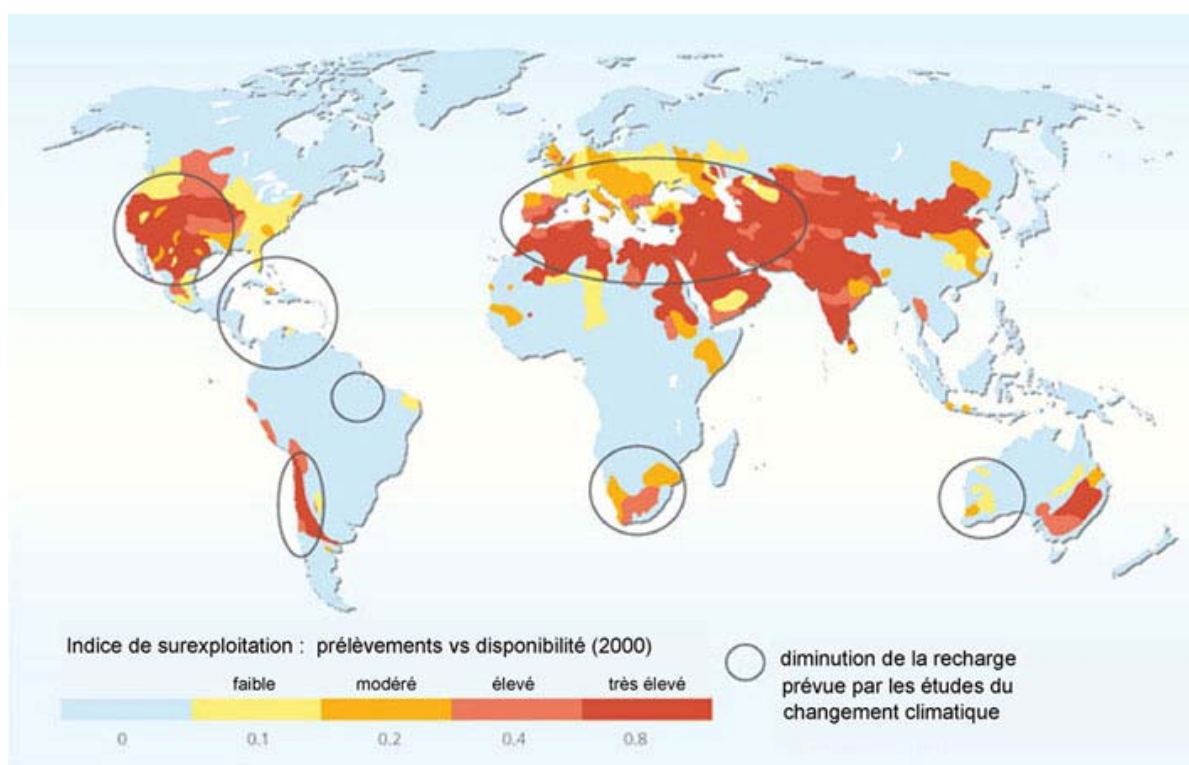 Indice de surexploitation : prélèvements vs disponibilité (2000)
faible modéré élevé très élevé
0 0.1 0.2 0.4 0.8
diminution de la recharge
prévue par les études du
changement climatique